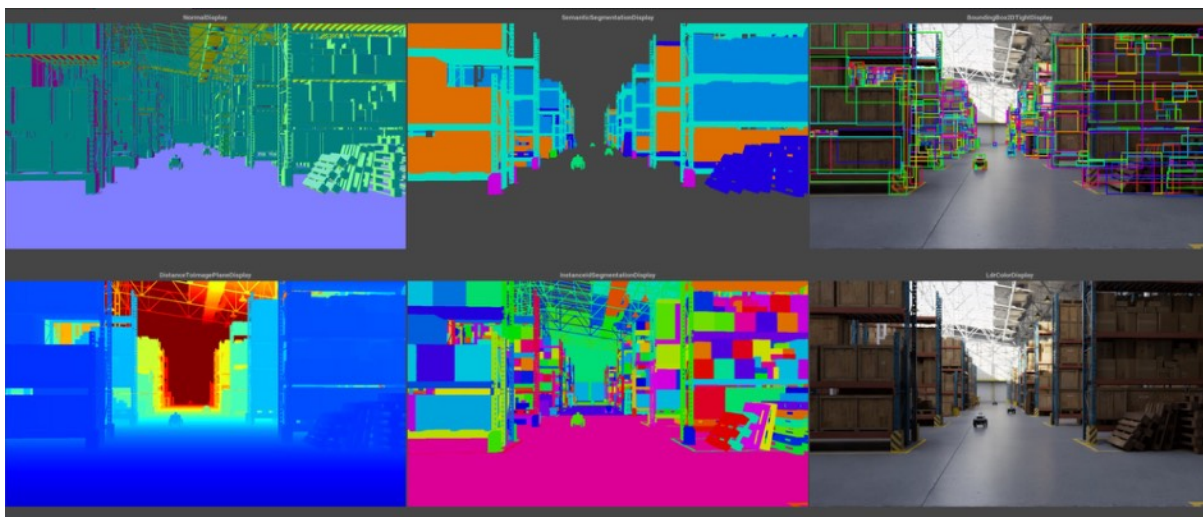 NormalDisplay
SemanticSegmentationDisplay
BoundingBox2DTightDisplay
DistanceToImagePlaneDisplay
InstanceIdSegmentationDisplay
LdrColorDisplay